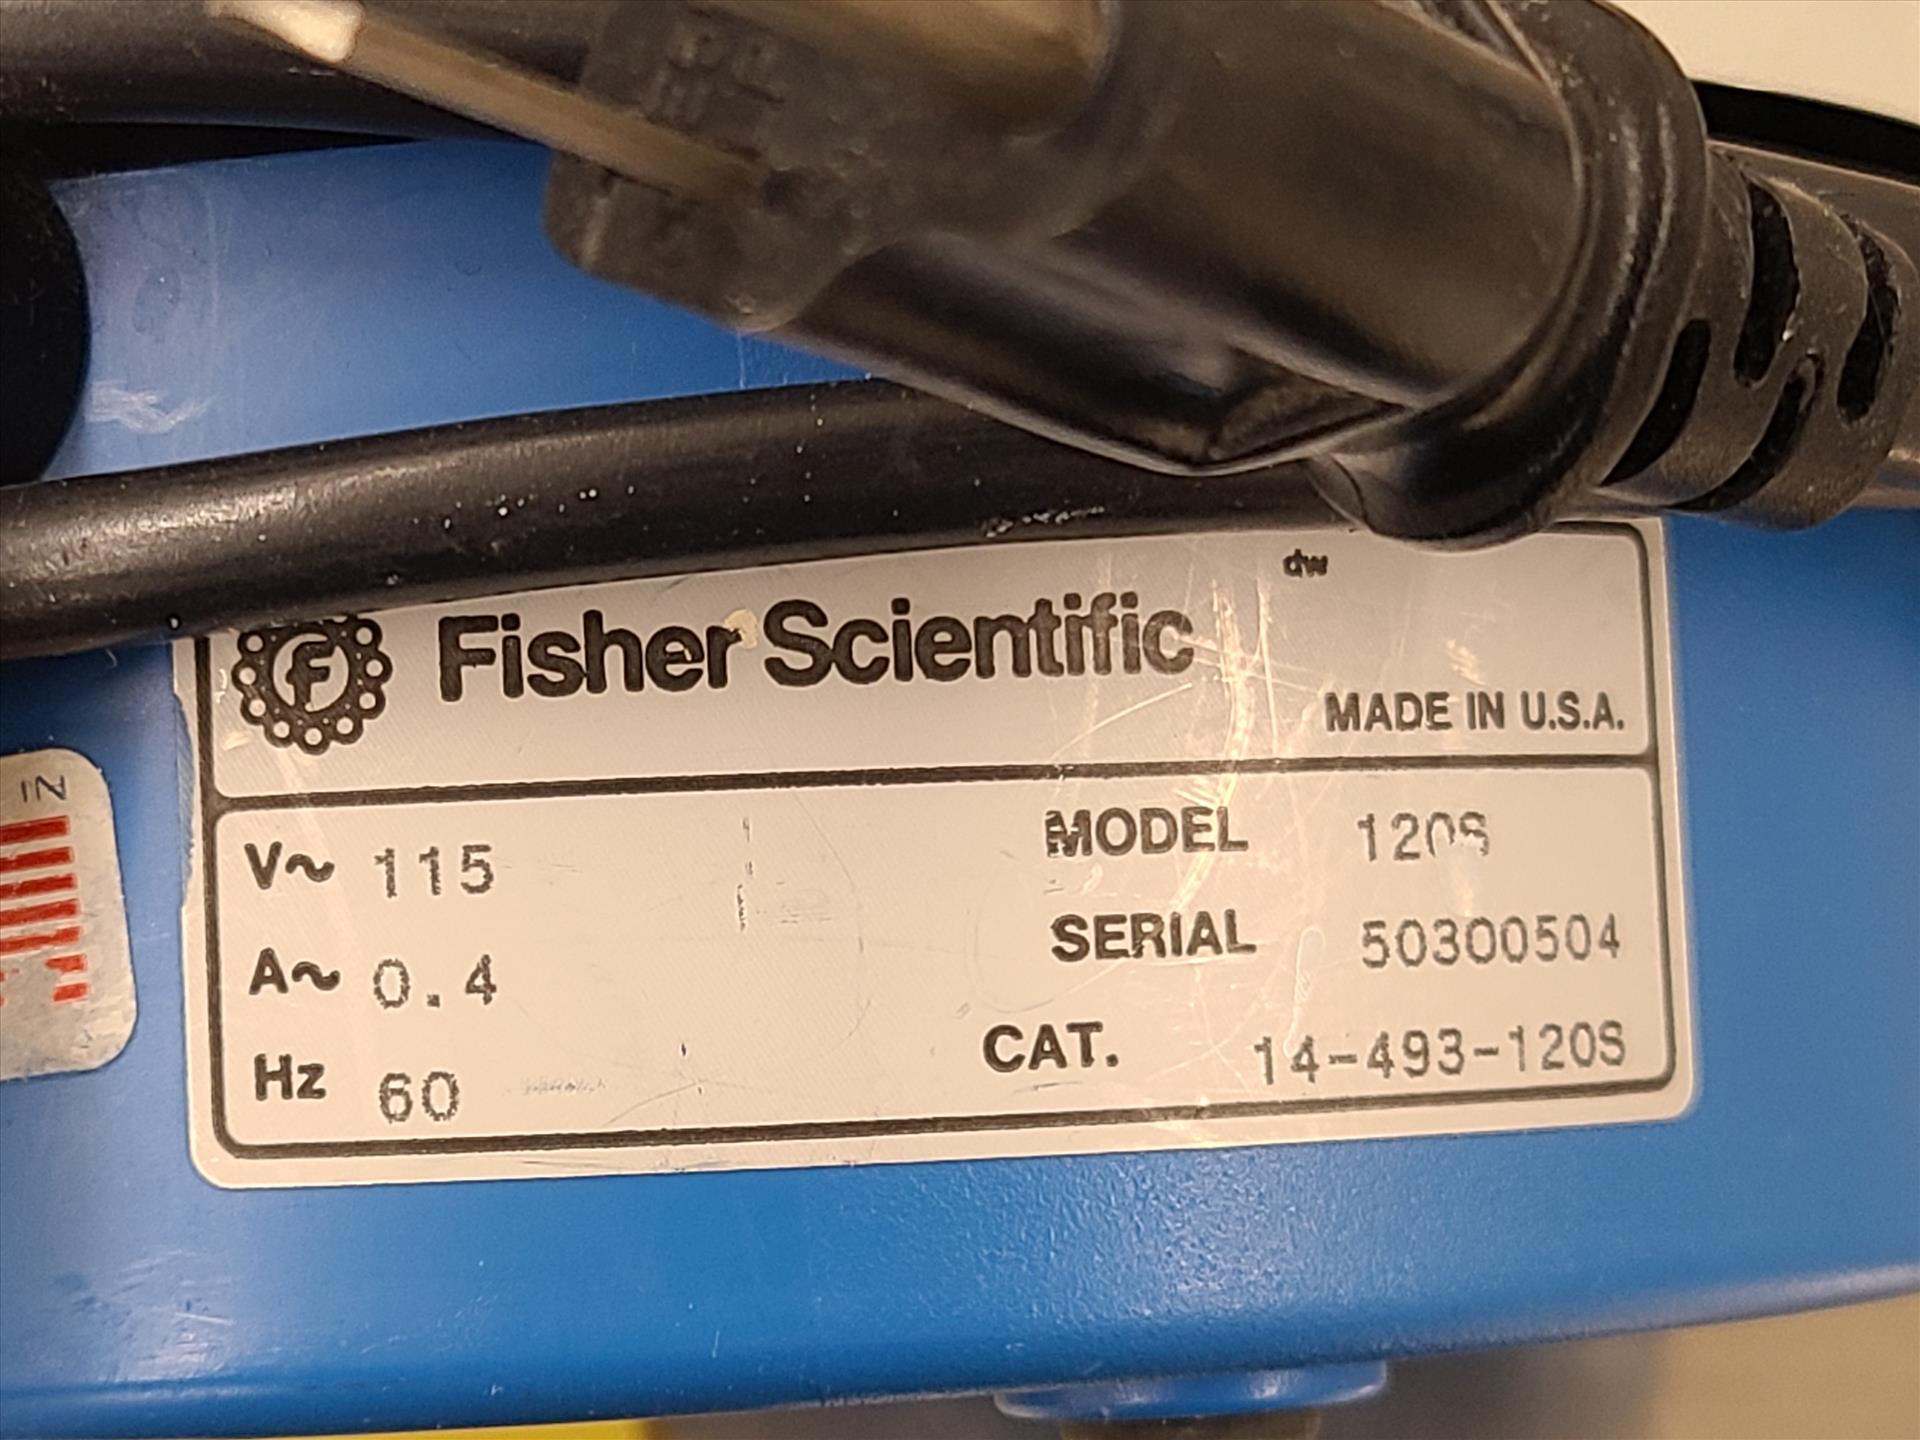 dw
F Fisher Scientific
MADE IN U.S.A.
V~ 115
MODEL 120S
A~ 0.4
SERIAL 50300504
Hz 60
CAT. 14-493-120S